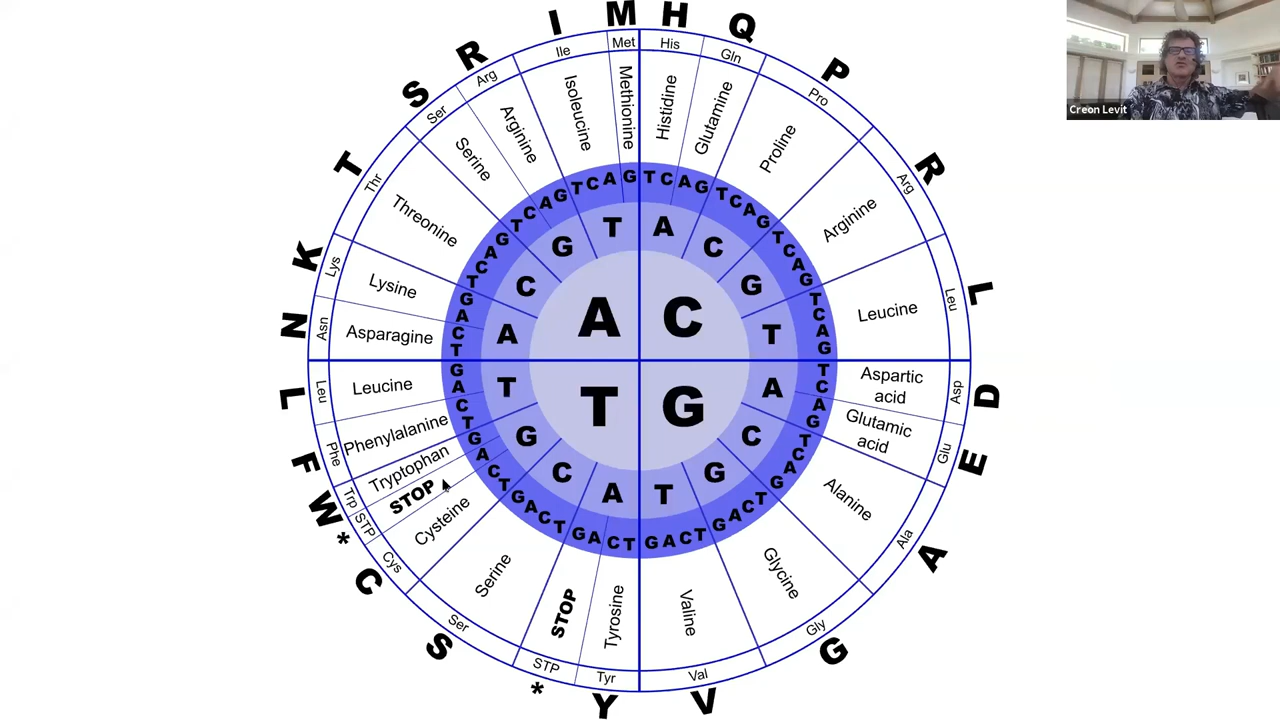 M
H
Q
P
R
L
D
E
A
G
V
Y
*
S
C
*
W
F
L
N
K
T
S
R
I
Met
His
Gln
Pro
Arg
Leu
Asp
Glu
Ala
Gly
Val
Tyr
STP
Ser
Cys
STP
Trp
Phe
Leu
Asn
Lys
Thr
Ser
Arg
Ile
Methionine
Histidine
Glutamine
Proline
Arginine
Leucine
Aspartic
acid
Glutamic
acid
Alanine
Glycine
Valine
Tyrosine
STOP
Serine
Cysteine
STOP
Tryptophan
Phenylalanine
Leucine
Asparagine
Lysine
Threonine
Serine
Arginine
Isoleucine
T C A G T C A G T C A G T C A G
T C A G T C A G T C A G T C A G
T C A G T C A G T C A G T C A G
T C A G T C A G T C A G T C A G
A C G T
A C G T
A C G T
A C G T
A C
T G
Creon Levit